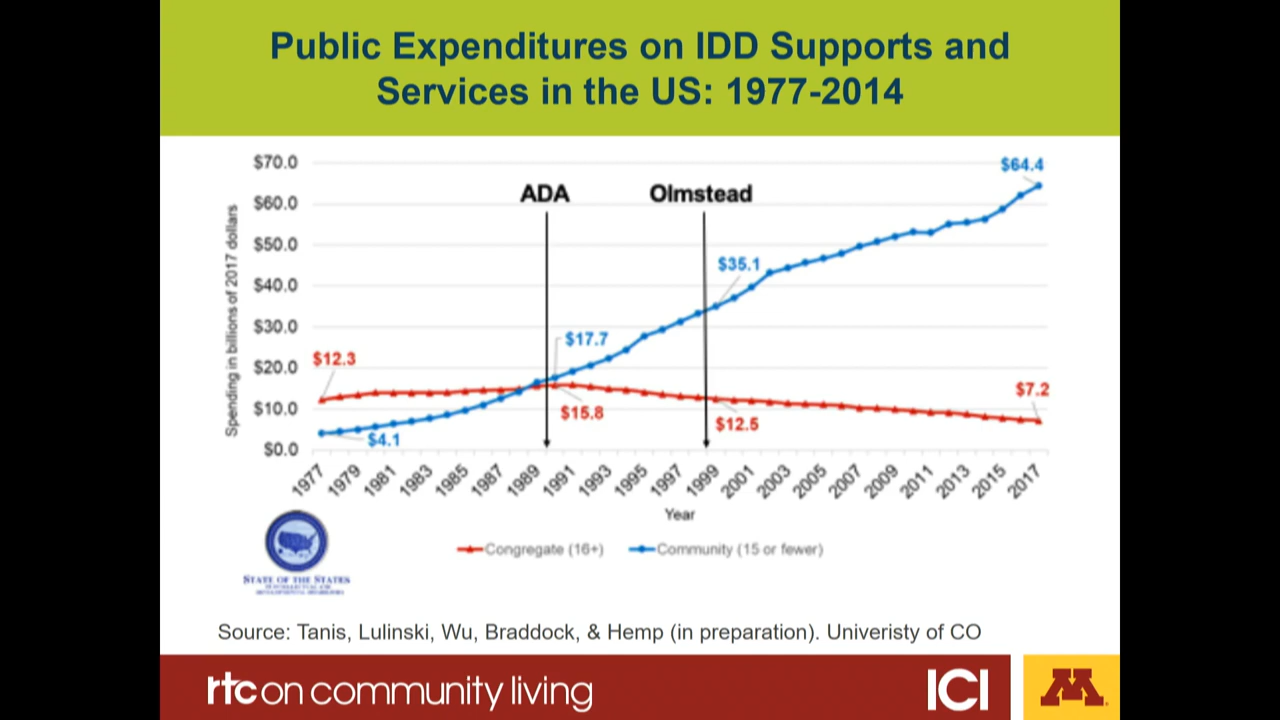 Public Expenditures on IDD Supports and
Services in the US: 1977-2014
$70.0
$60.0
$50.0
$40.0
$30.0
$20.0
$10.0
$0.0
Spending in billions of 2017 dollars
ADA
Olmstead
$64.4
$35.1
$17.7
$12.3
$4.1
$15.8
$12.5
$7.2
1977
1979
1981
1983
1985
1987
1989
1991
1993
1995
1997
1999
2001
2003
2005
2007
2009
2011
2013
2015
2017
Year
Congregate (16+)
Community (15 or fewer)
STATE OF THE STATES
IN INTELLECTUAL AND
DEVELOPMENTAL DISABILITIES
Source: Tanis, Lulinski, Wu, Braddock, & Hemp (in preparation). Univeristy of CO
rtc on community living
ICI
M